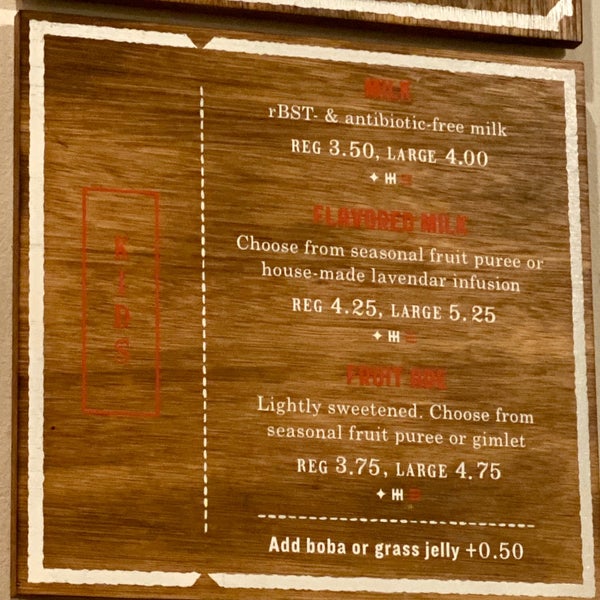 KIDS
MILK
rBST- & antibiotic-free milk
REG 3.50, LARGE 4.00
FLAVORED MILK
Choose from seasonal fruit puree or
house-made lavendar infusion
REG 4.25, LARGE 5.25
FRUIT ADE
Lightly sweetened. Choose from
seasonal fruit puree or gimlet
REG 3.75, LARGE 4.75
Add boba or grass jelly +0.50